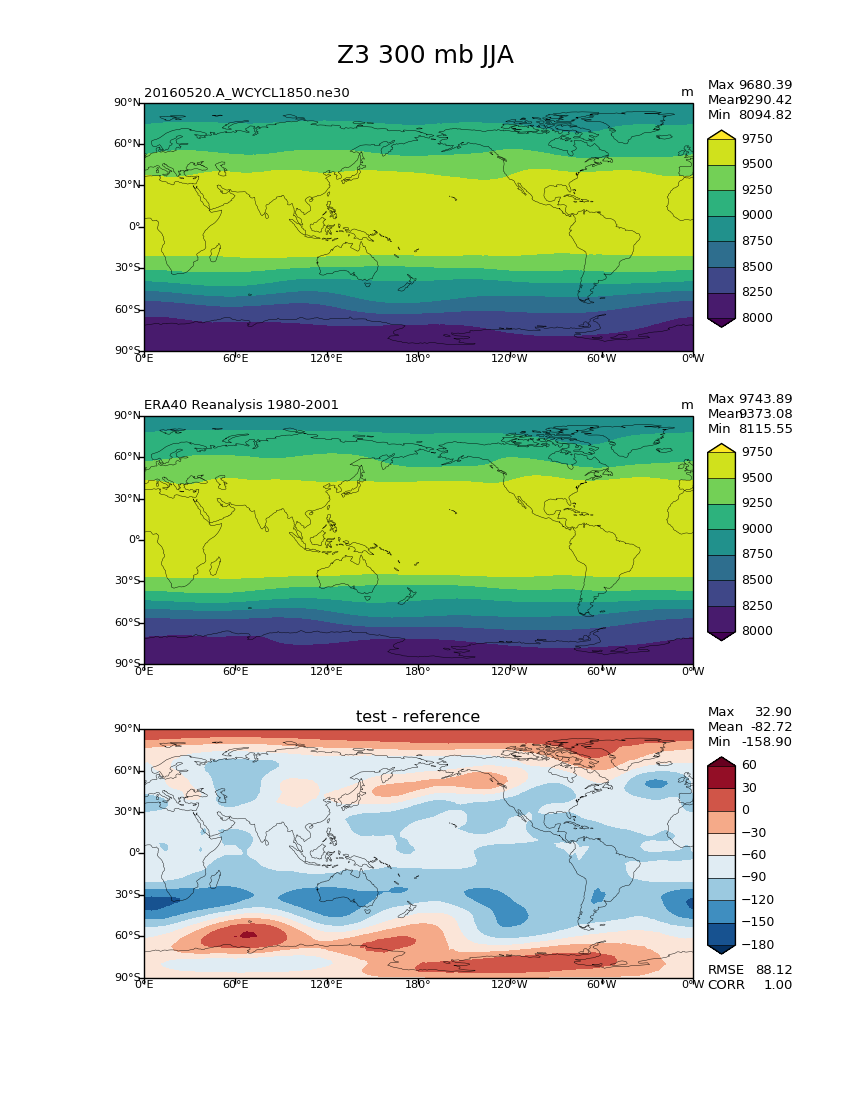 Z3 300 mb JJA
20160520.A_WCYCL1850.ne30
m
Max 9680.39
Mean 9290.42
Min 8094.82
90°N
60°N
30°N
0°
30°S
60°S
90°S
0°E 60°E 120°E 180° 120°W 60°W 0°W
9750
9500
9250
9000
8750
8500
8250
8000
ERA40 Reanalysis 1980-2001
m
Max 9743.89
Mean 9373.08
Min 8115.55
90°N
60°N
30°N
0°
30°S
60°S
90°S
0°E 60°E 120°E 180° 120°W 60°W 0°W
9750
9500
9250
9000
8750
8500
8250
8000
test - reference
Max 32.90
Mean -82.72
Min -158.90
90°N
60°N
30°N
0°
30°S
60°S
90°S
0°E 60°E 120°E 180° 120°W 60°W 0°W
60
30
0
−30
−60
−90
−120
−150
−180
RMSE 88.12
CORR 1.00